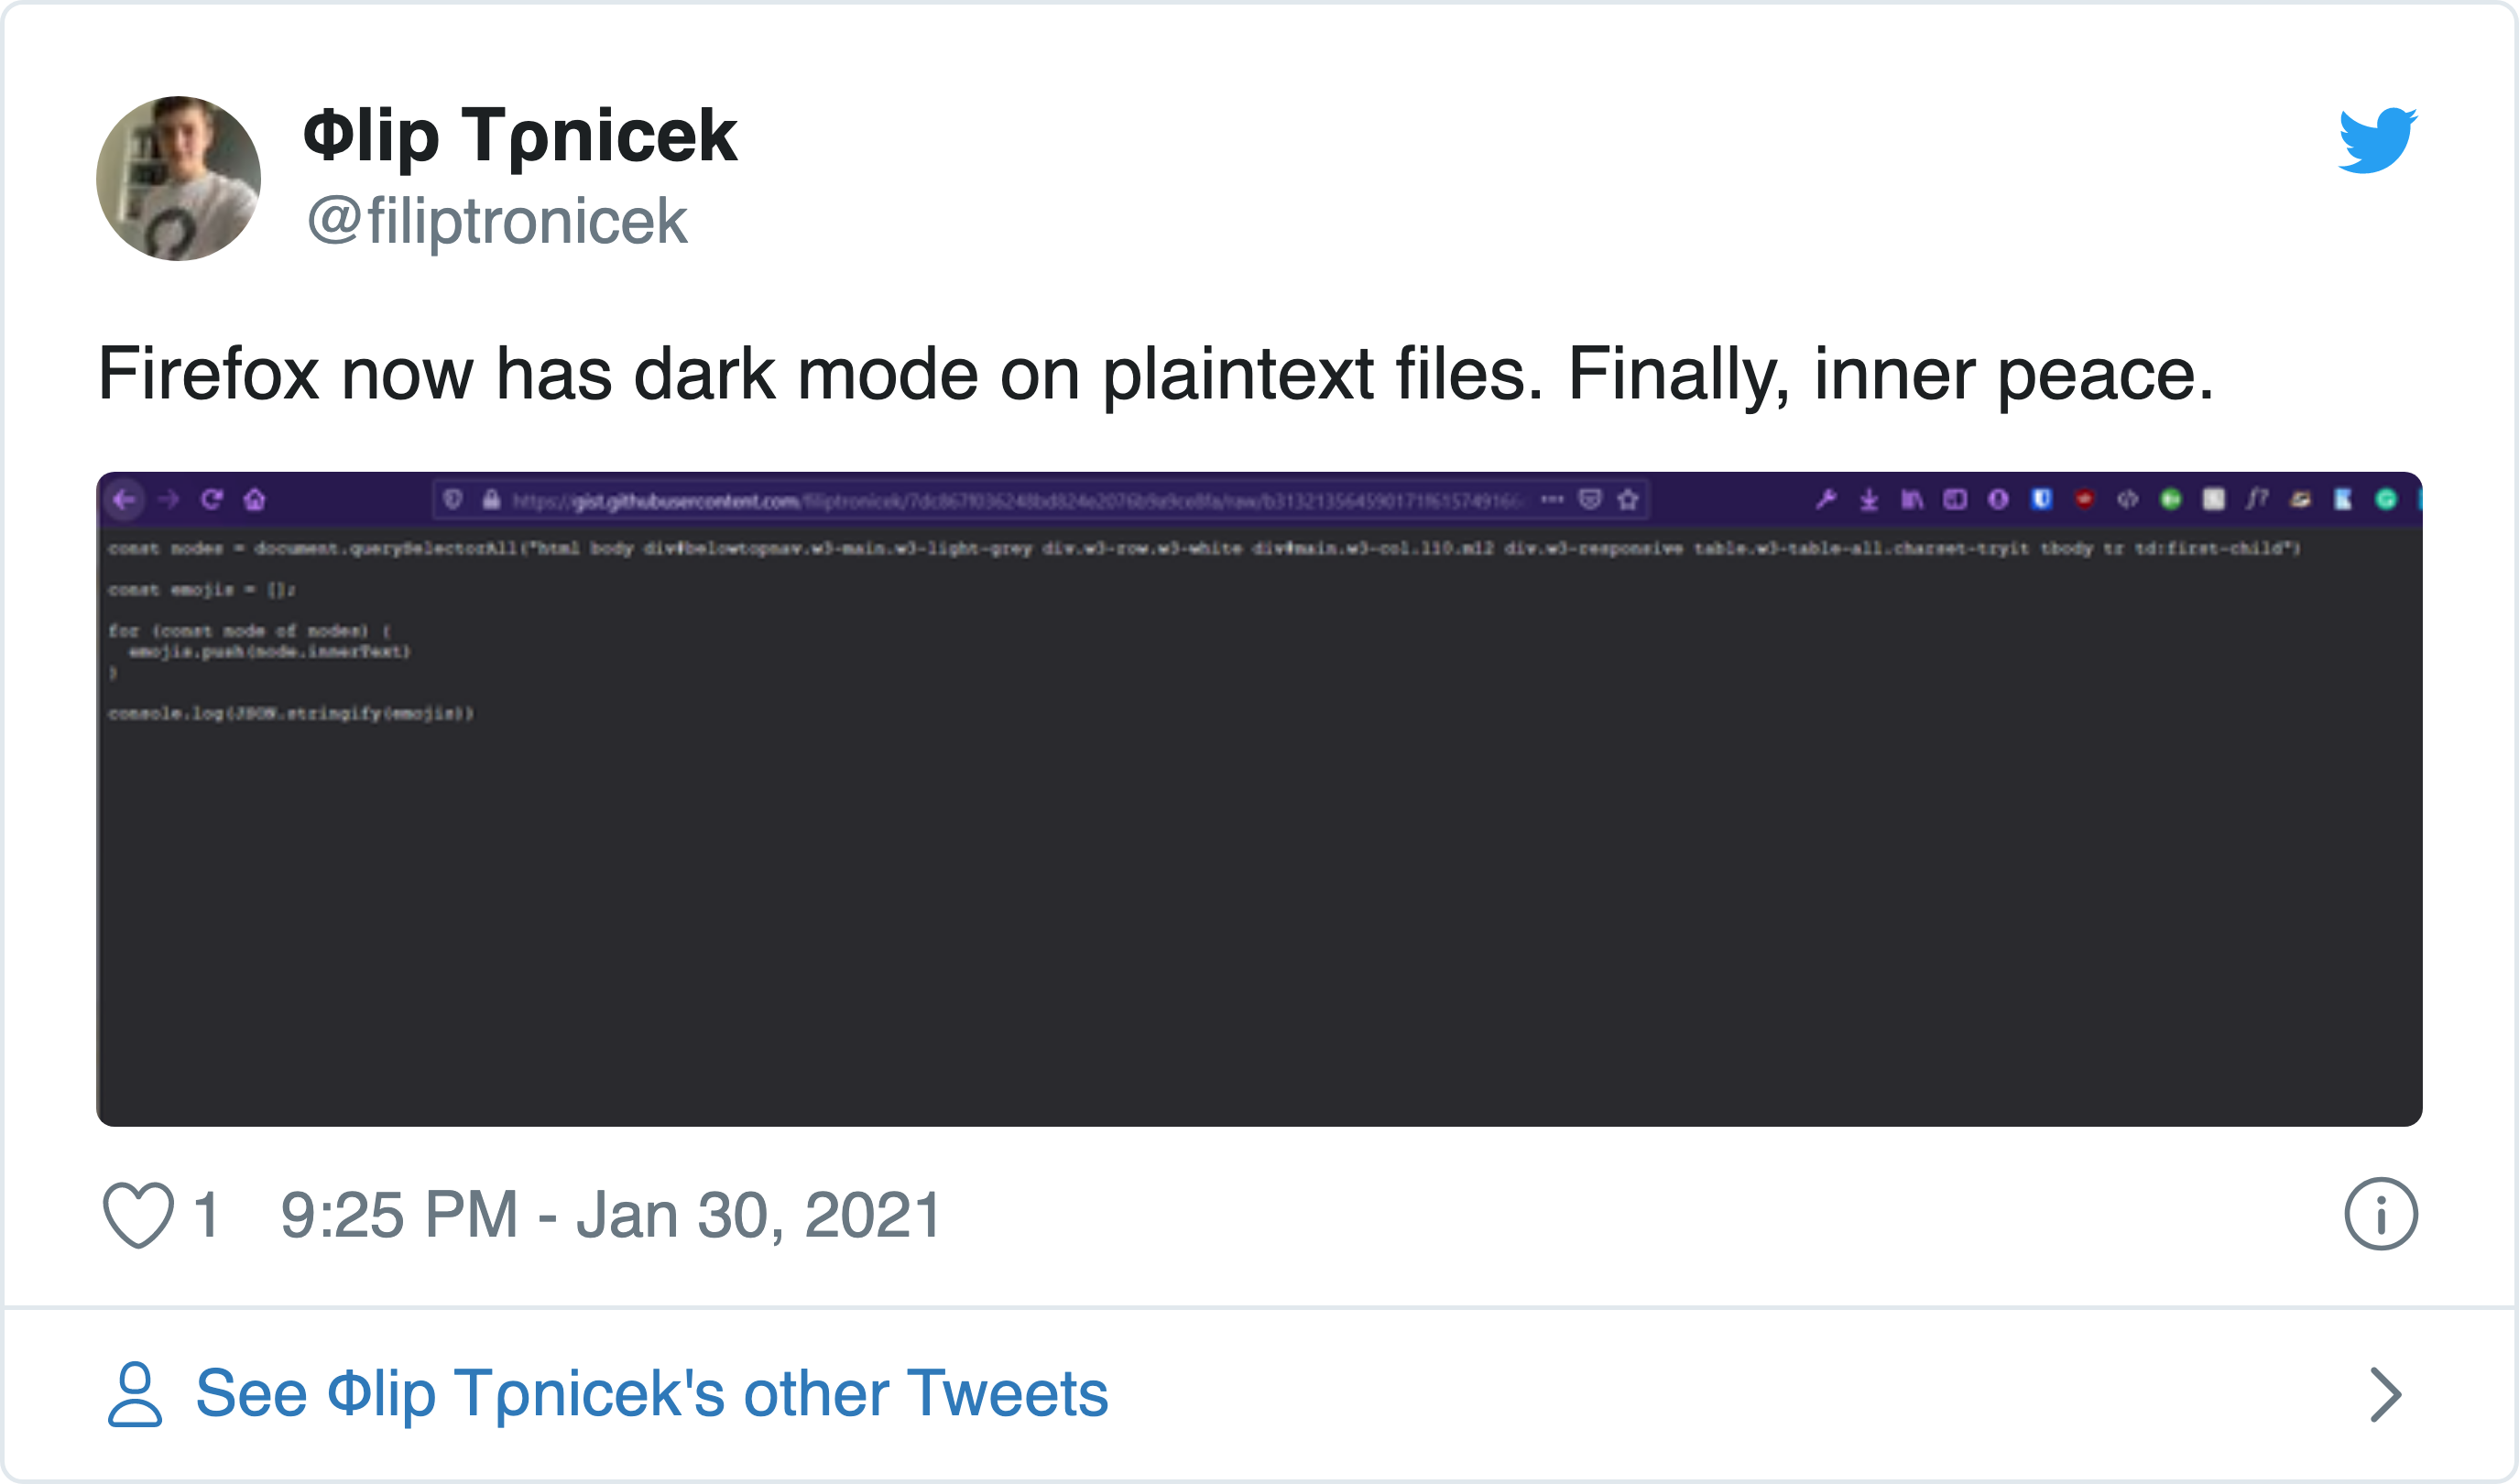 Φlip Tρnicek
@filiptronicek
Firefox now has dark mode on plaintext files. Finally, inner peace.
https://gist.githubusercontent.com/filiptronicek/
const nodes = document.querySelectorAll("html body div#belowtopnav.w3-main.w3-light-grey div.w3-row.w3-white div#main.w3-col.l10.m12 div.w3-responsive table.w3-table-all.charset-tryit tbody tr td:first-child")
const emojis = [];
for (const node of nodes) {
emojis.push(node.innerText)
}
console.log(JSON.stringify(emojis))
1 9:25 PM - Jan 30, 2021
See Φlip Tρnicek's other Tweets